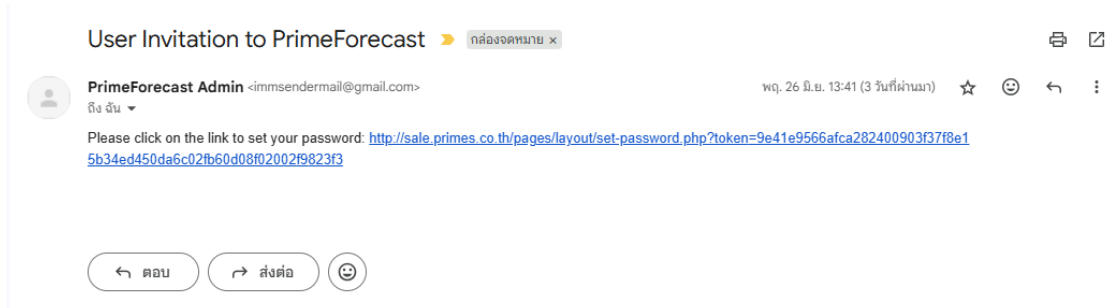 User Invitation to PrimeForecast กล่องจดหมาย ×
PrimeForecast Admin <immsendermail@gmail.com> พฤ. 26 มิ.ย. 13:41 (3 วันที่ผ่านมา)
ถึง ฉัน
Please click on the link to set your password: http://sale.primes.co.th/pages/layout/set-password.php?token=9e41e9566afca282400903f37f8e1
5b34ed450da6c02fb60d08f02002f9823f3
ตอบ ส่งต่อ